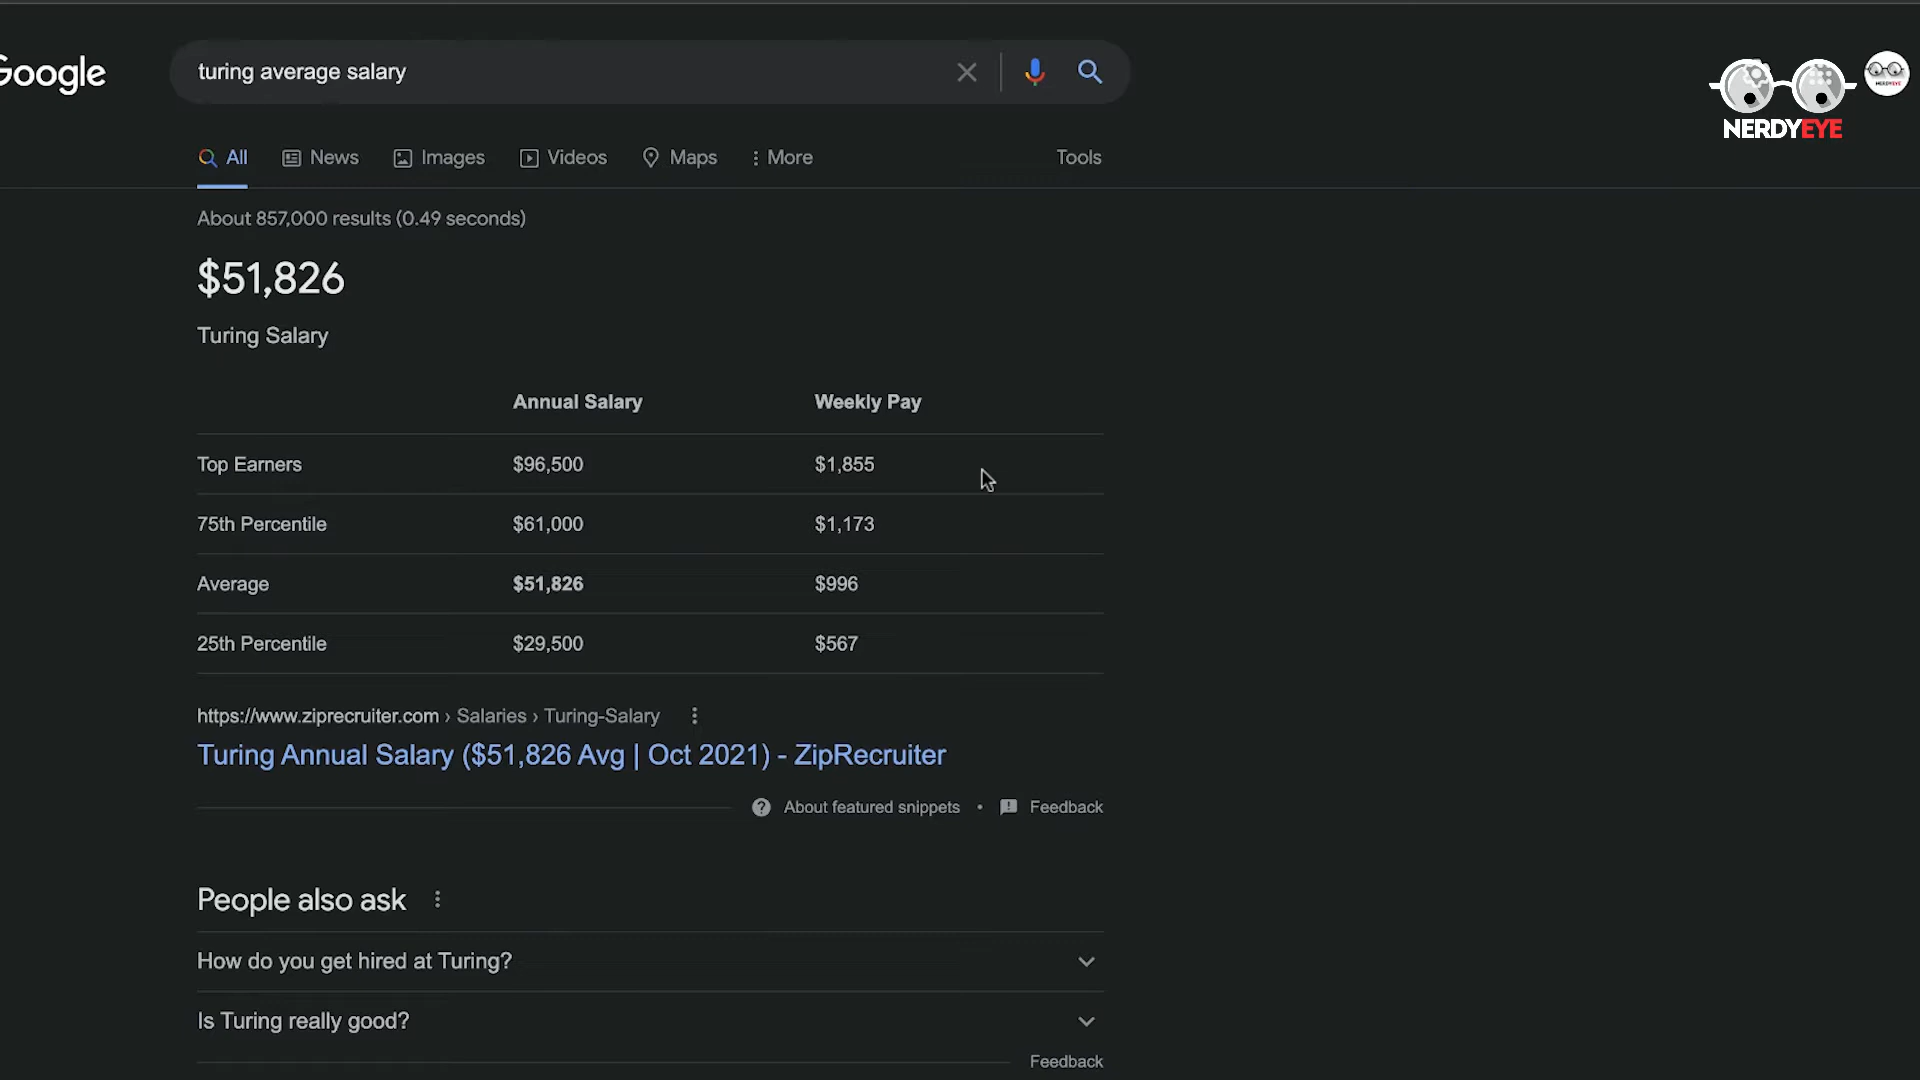 Google
turing average salary
NERDYEYE
All News Images Videos Maps More Tools
About 857,000 results (0.49 seconds)
$51,826
Turing Salary
Annual Salary Weekly Pay
Top Earners $96,500 $1,855
75th Percentile $61,000 $1,173
Average $51,826 $996
25th Percentile $29,500 $567
https://www.ziprecruiter.com › Salaries › Turing-Salary
Turing Annual Salary ($51,826 Avg | Oct 2021) - ZipRecruiter
About featured snippets • Feedback
People also ask
How do you get hired at Turing?
Is Turing really good?
Feedback